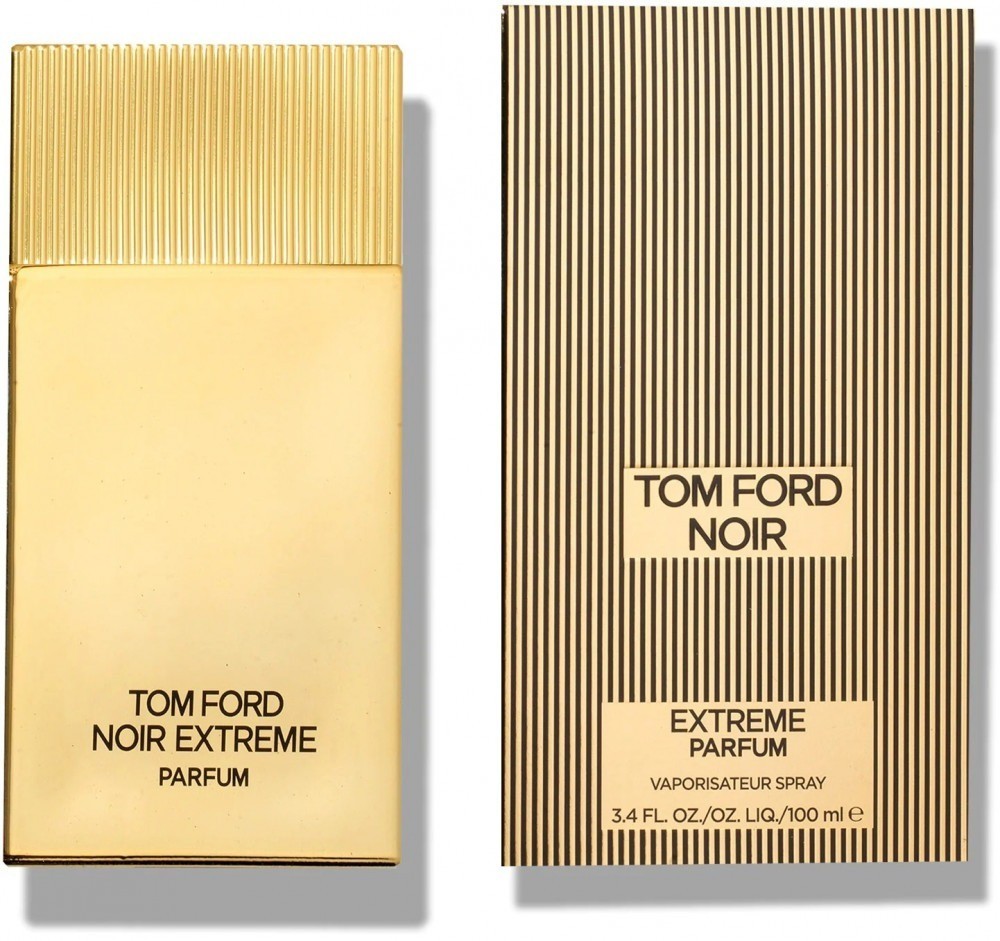 TOM FORD
NOIR EXTREME
PARFUM
TOM FORD
NOIR
EXTREME
PARFUM
VAPORISATEUR SPRAY
3.4 FL. OZ./OZ. LIQ./100 ml ℮